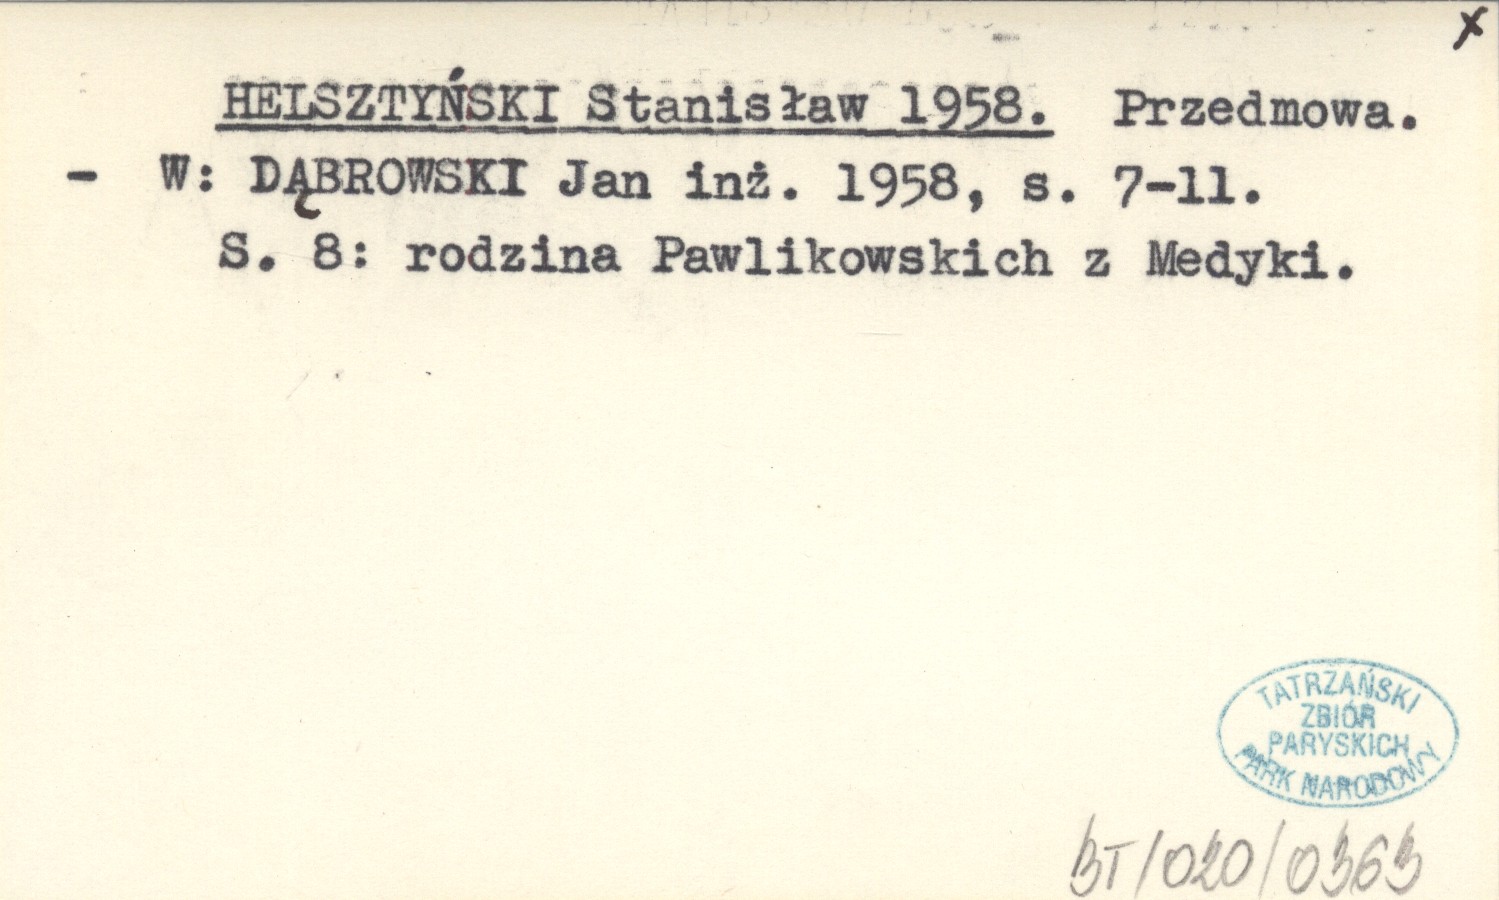 x
HELSZTYŃSKI Stanisław 1958. Przedmowa.
- W: DĄBROWSKI Jan inż. 1958, s. 7-11.
S. 8: rodzina Pawlikowskich z Medyki.
TATRZAŃSKI
ZBIÓR
PARYSKICH
PARK NARODOWY
BT/020/0363